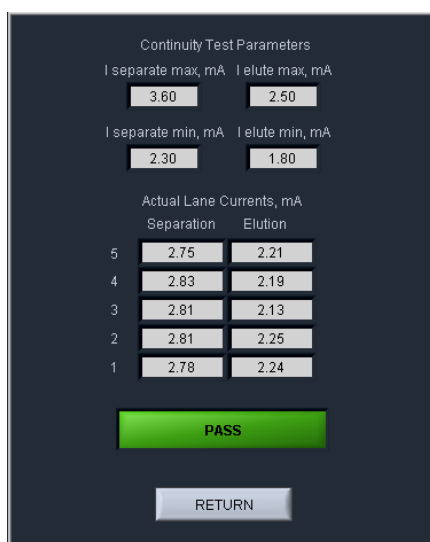 Continuity Test Parameters
I separate max, mA I elute max, mA
3.60 2.50
I separate min, mA I elute min, mA
2.30 1.80
Actual Lane Currents, mA
Separation Elution
5 2.75 2.21
4 2.83 2.19
3 2.81 2.13
2 2.81 2.25
1 2.78 2.24
PASS
RETURN